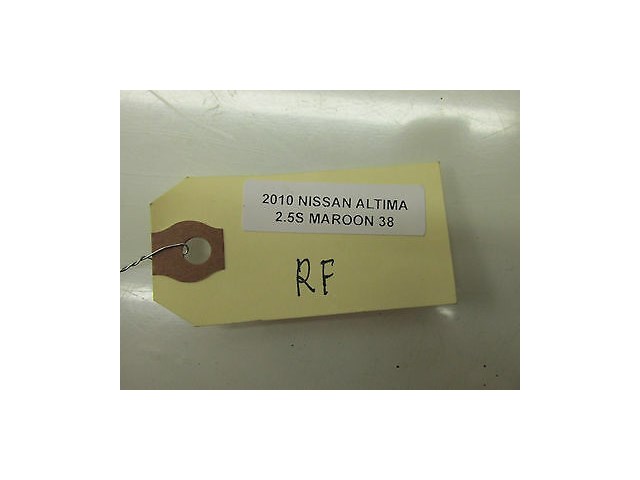 2010 NISSAN ALTIMA
2.5S MAROON 38
RF